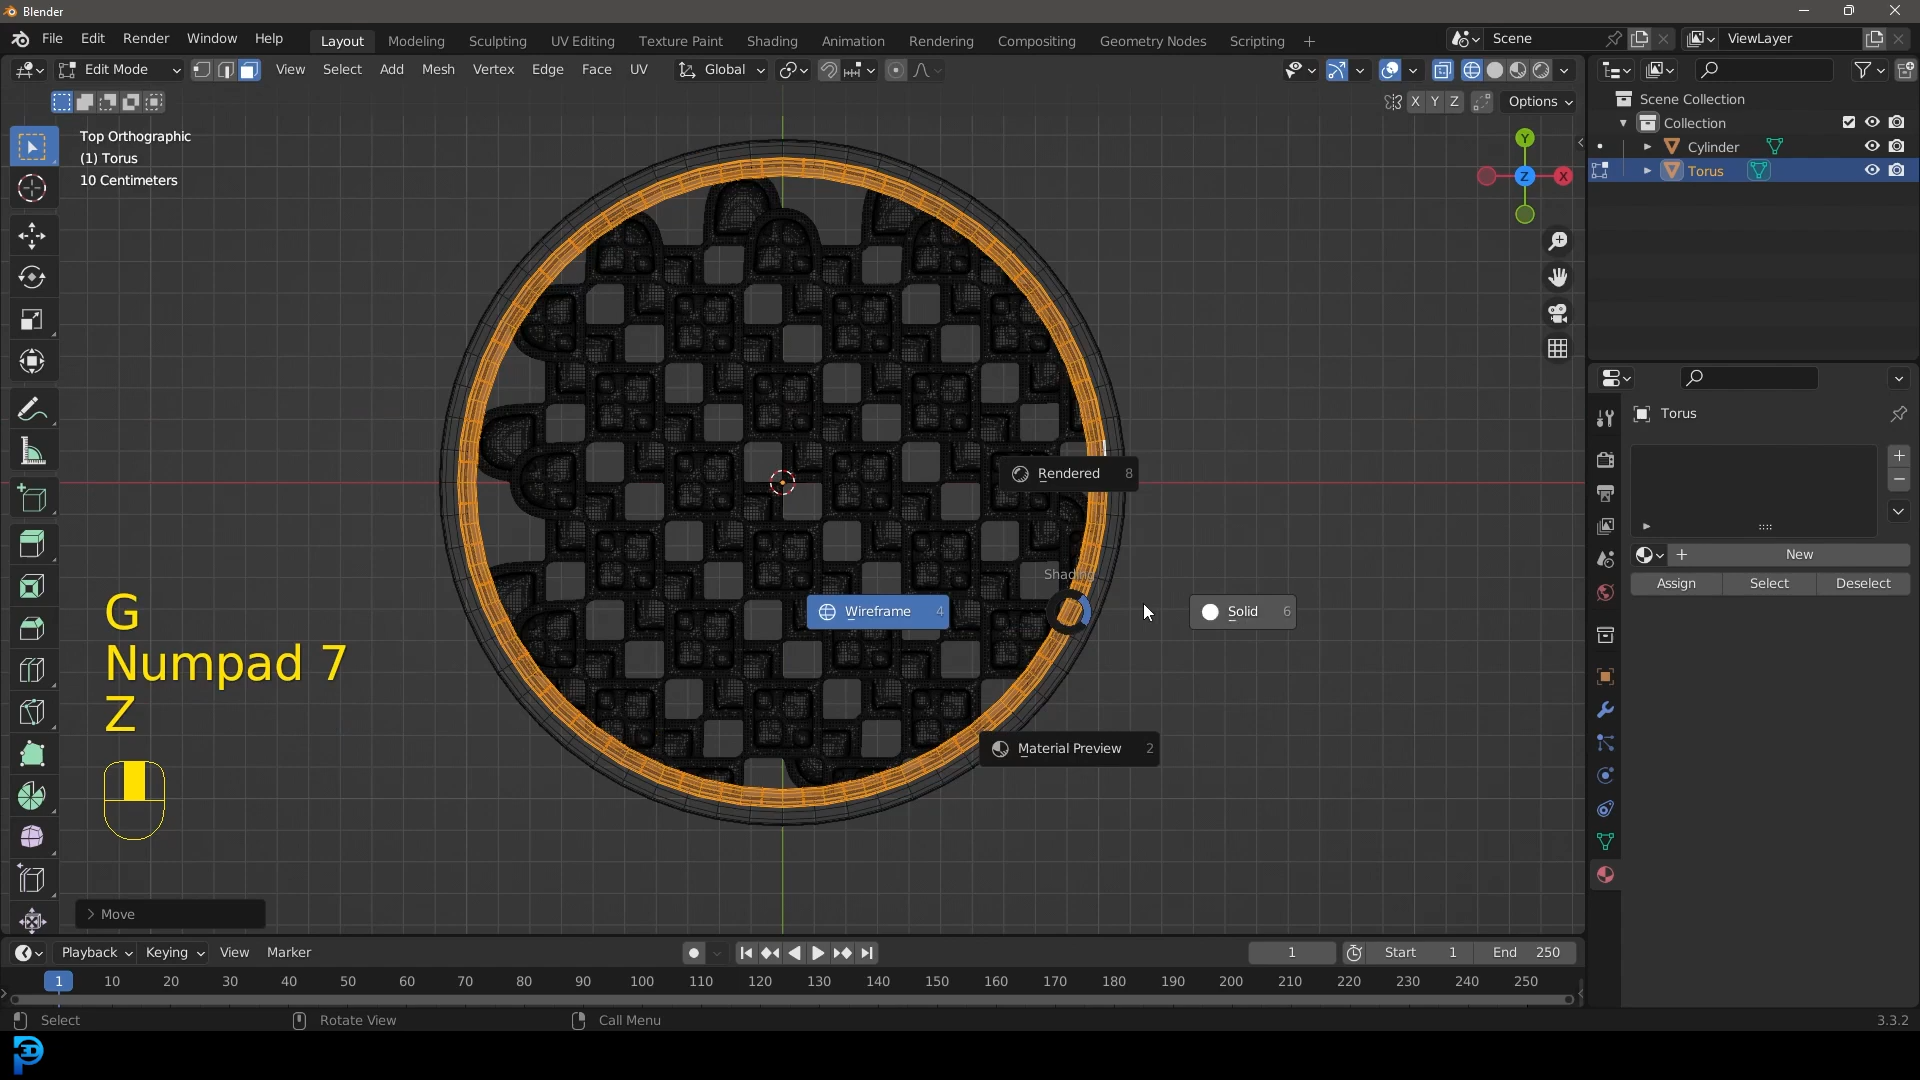 Blender
File Edit Render Window Help
Layout Modeling Sculpting UV Editing Texture Paint Shading Animation Rendering Compositing Geometry Nodes Scripting +
Scene
ViewLayer
Edit Mode
View Select Add Mesh Vertex Edge Face UV
Global
X Y Z
Options
Top Orthographic
(1) Torus
10 Centimeters
Y
Z
X
Scene Collection
Collection
Cylinder
Torus
Torus
New
Assign Select Deselect
Rendered 8
Shading
Wireframe 4
Solid 6
Material Preview 2
G
Numpad 7
Z
Move
Playback Keying View Marker
1
Start 1
End 250
1 10 20 30 40 50 60 70 80 90 100 110 120 130 140 150 160 170 180 190 200 210 220 230 240 250
Select
Rotate View
Call Menu
3.3.2